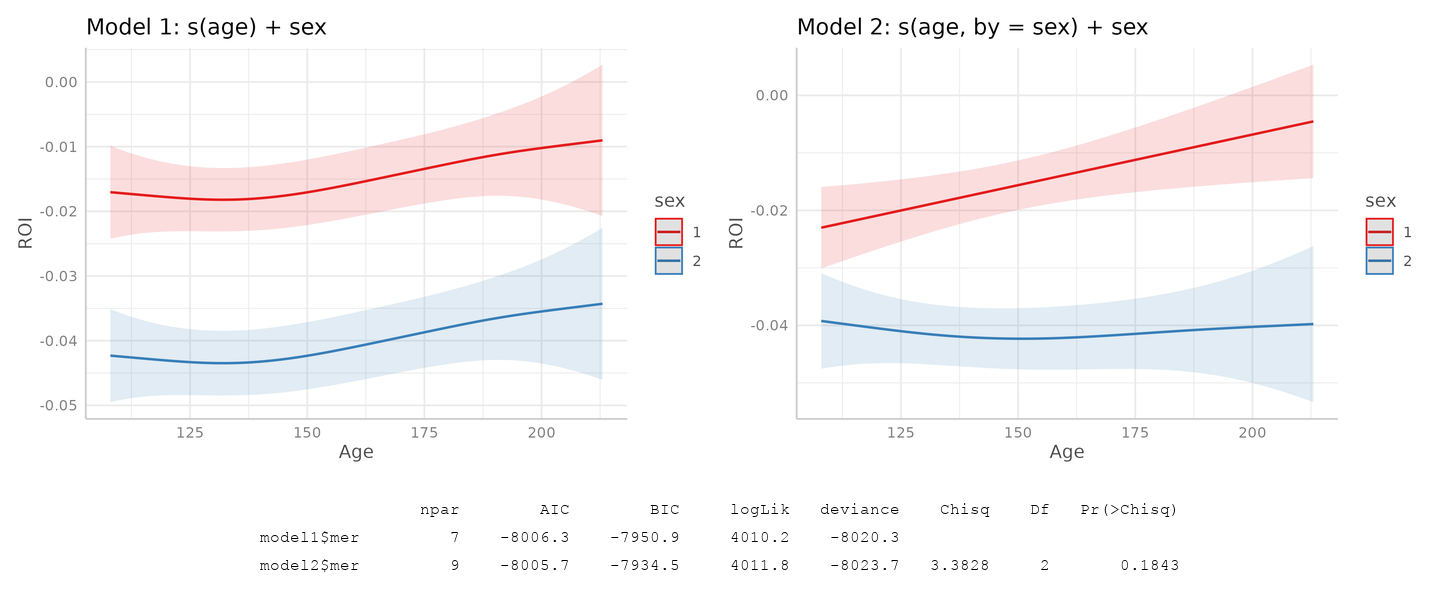 Model 1: s(age) + sex
0.00
-0.01
-0.02
-0.03
-0.04
-0.05
ROI
125 150 175 200
Age
sex
1
2
Model 2: s(age, by = sex) + sex
0.00
-0.02
-0.04
ROI
125 150 175 200
Age
sex
1
2
npar AIC BIC logLik deviance Chisq Df Pr(>Chisq)
model1$mer 7 -8006.3 -7950.9 4010.2 -8020.3
model2$mer 9 -8005.7 -7934.5 4011.8 -8023.7 3.3828 2 0.1843